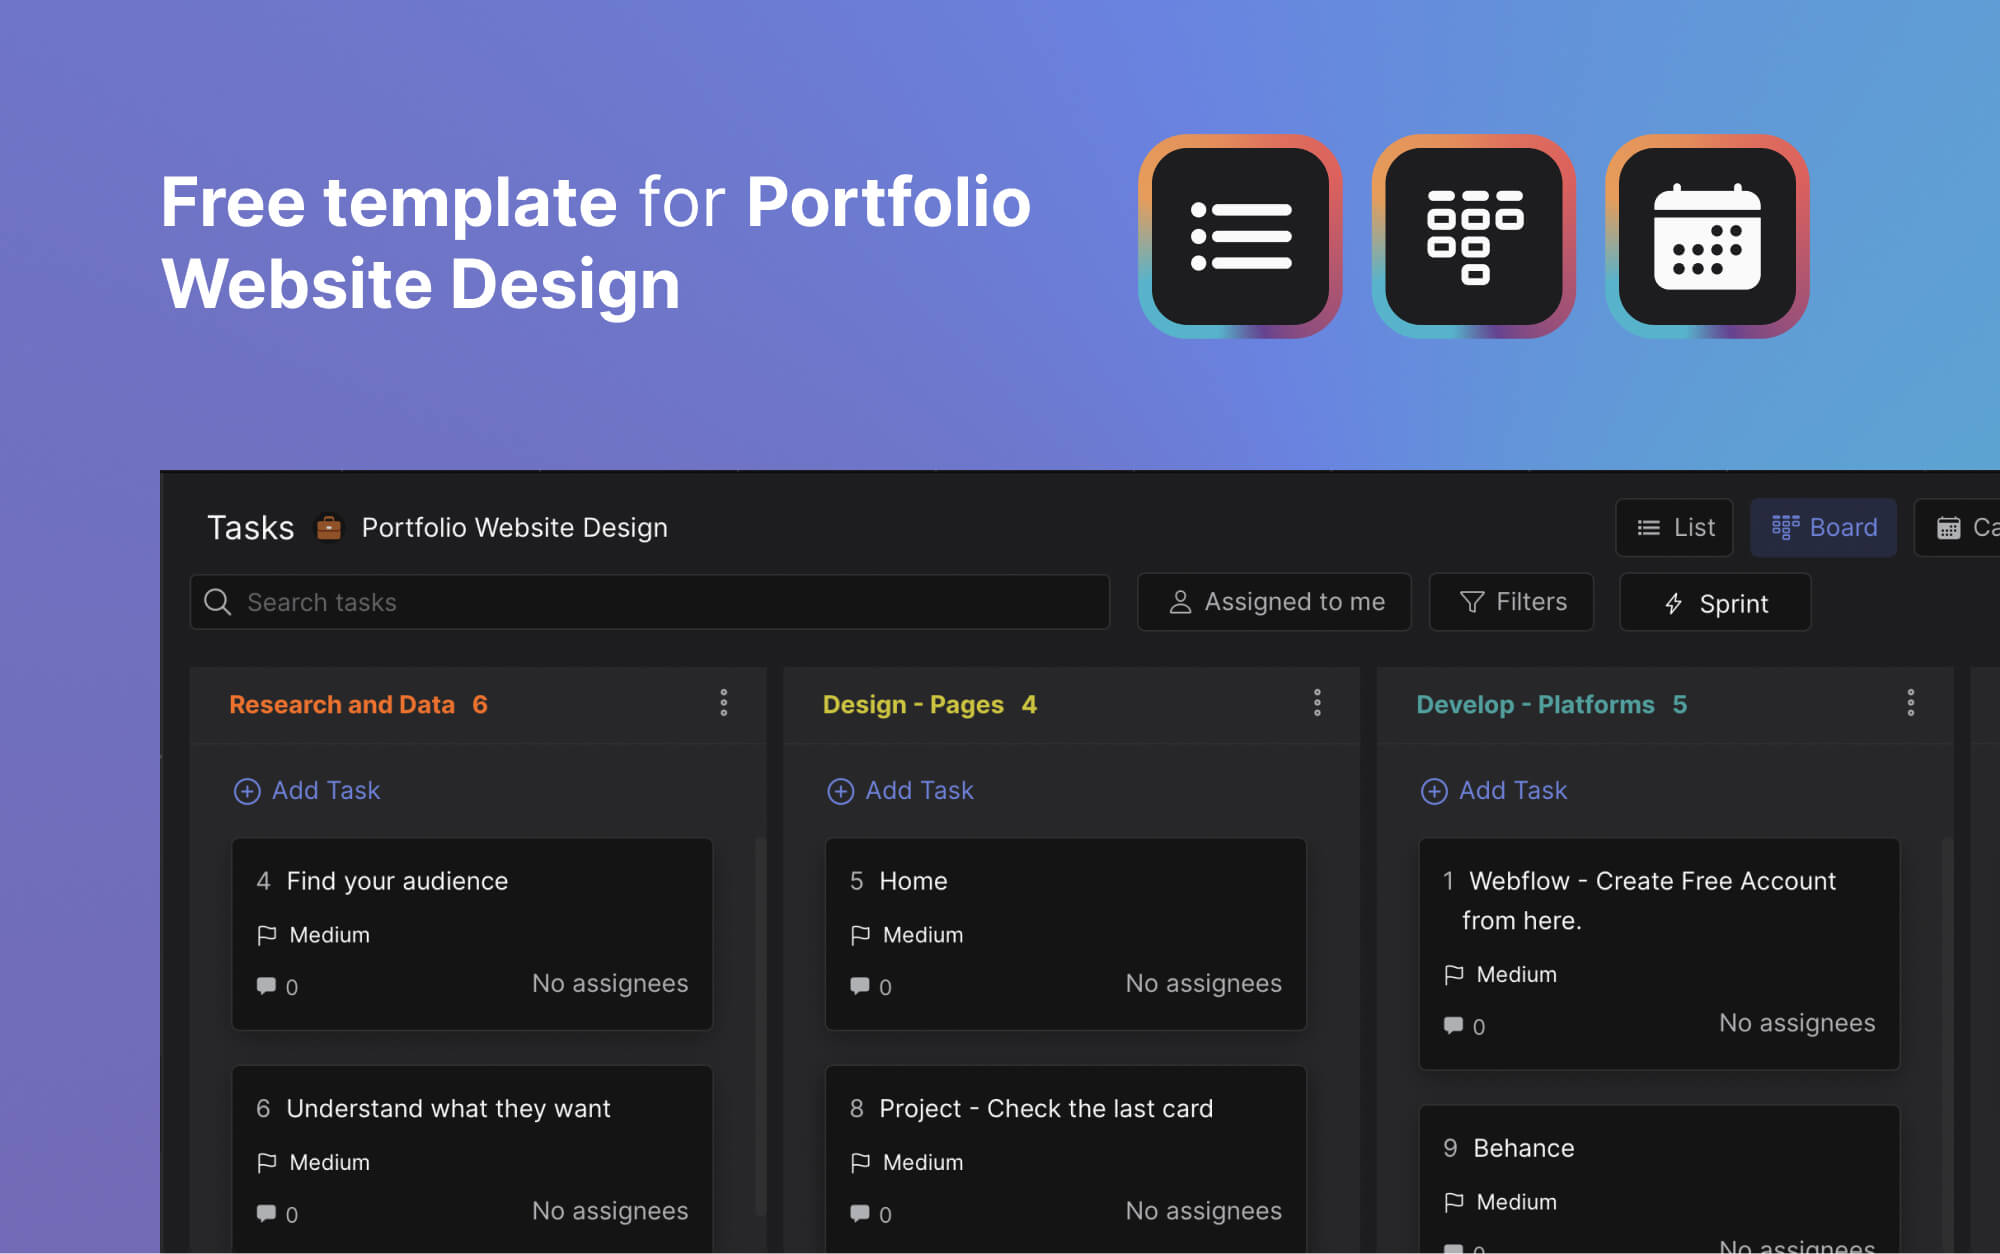 Free template for Portfolio
Website Design
Tasks Portfolio Website Design
List Board Ca
Search tasks
Assigned to me Filters Sprint
Research and Data 6
Add Task
4 Find your audience
Medium
0 No assignees
6 Understand what they want
Medium
0 No assignees
Design - Pages 4
Add Task
5 Home
Medium
0 No assignees
8 Project - Check the last card
Medium
0 No assignees
Develop - Platforms 5
Add Task
1 Webflow - Create Free Account
from here.
Medium
0 No assignees
9 Behance
Medium
0 No assignees